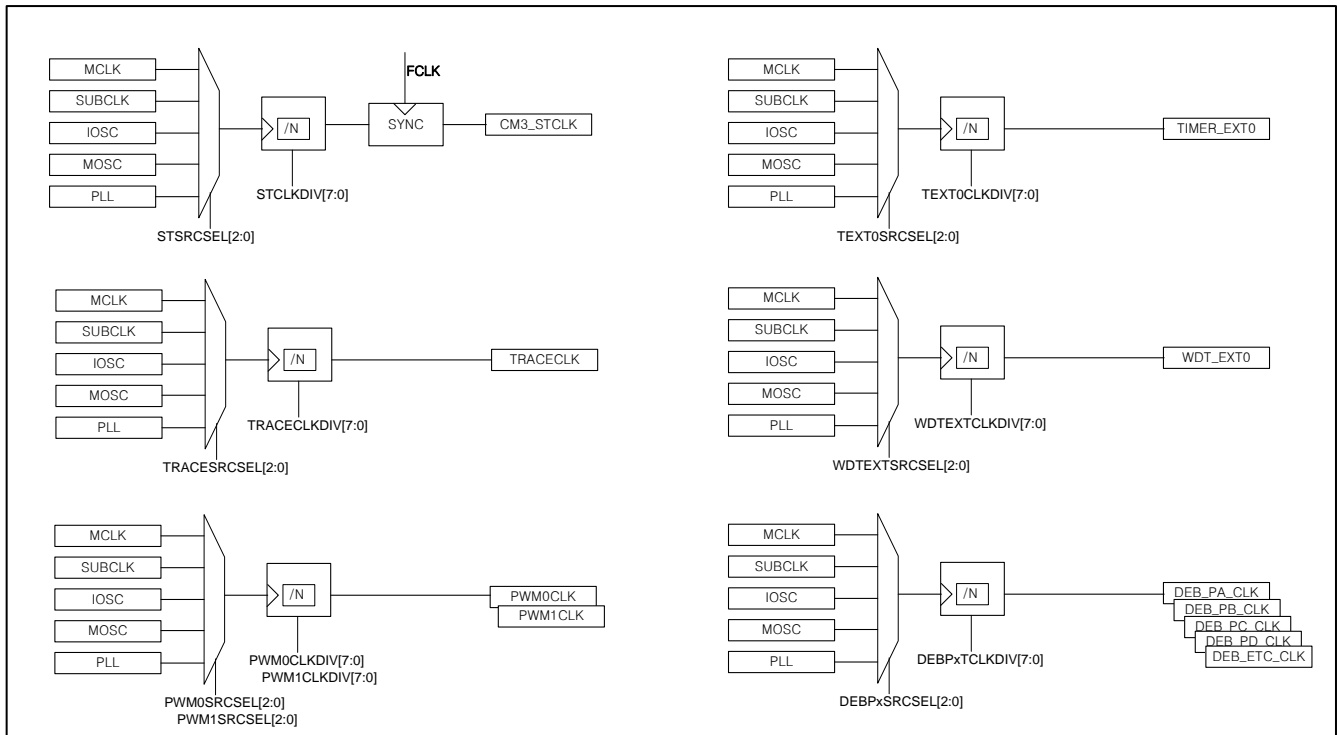 MCLK
SUBCLK
IOSC
MOSC
PLL
STSRCSEL[2:0]
/N
STCLKDIV[7:0]
FCLK
SYNC
CM3_STCLK
MCLK
SUBCLK
IOSC
MOSC
PLL
TEXT0SRCSEL[2:0]
/N
TEXT0CLKDIV[7:0]
TIMER_EXT0
MCLK
SUBCLK
IOSC
MOSC
PLL
TRACESRCSEL[2:0]
/N
TRACECLKDIV[7:0]
TRACECLK
MCLK
SUBCLK
IOSC
MOSC
PLL
WDTEXTSRCSEL[2:0]
/N
WDTEXTCLKDIV[7:0]
WDT_EXT0
MCLK
SUBCLK
IOSC
MOSC
PLL
PWM0SRCSEL[2:0]
PWM1SRCSEL[2:0]
/N
PWM0CLKDIV[7:0]
PWM1CLKDIV[7:0]
PWM0CLK
PWM1CLK
MCLK
SUBCLK
IOSC
MOSC
PLL
DEBPxSRCSEL[2:0]
/N
DEBPxTCLKDIV[7:0]
DEB_PA_CLK
DEB_PB_CLK
DEB_PC_CLK
DEB_PD_CLK
DEB_ETC_CLK